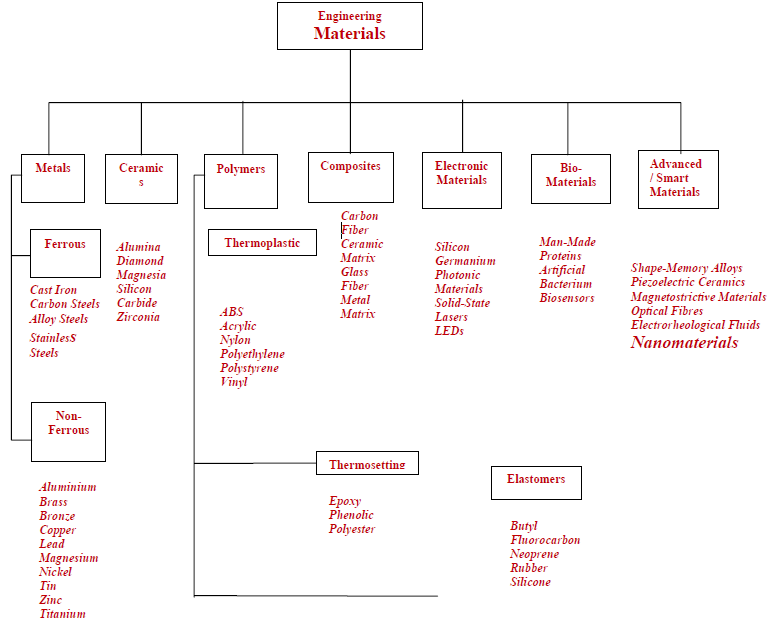 Engineering
Materials
Metals
Ceramic
s
Polymers
Composites
Electronic
Materials
Bio-
Materials
Advanced
/ Smart
Materials
Ferrous
Cast Iron
Carbon Steels
Alloy Steels
Stainless
Steels
Non-
Ferrous
Aluminium
Brass
Bronze
Copper
Lead
Magnesium
Nickel
Tin
Zinc
Titanium
Alumina
Diamond
Magnesia
Silicon
Carbide
Zirconia
Thermoplastic
ABS
Acrylic
Nylon
Polyethylene
Polystyrene
Vinyl
Thermosetting
Epoxy
Phenolic
Polyester
Elastomers
Butyl
Fluorocarbon
Neoprene
Rubber
Silicone
Carbon
Fiber
Ceramic
Matrix
Glass
Fiber
Metal
Matrix
Silicon
Germanium
Photonic
Materials
Solid-State
Lasers
LEDs
Man-Made
Proteins
Artificial
Bacterium
Biosensors
Shape-Memory Alloys
Piezoelectric Ceramics
Magnetostrictive Materials
Optical Fibres
Electrorheological Fluids
Nanomaterials